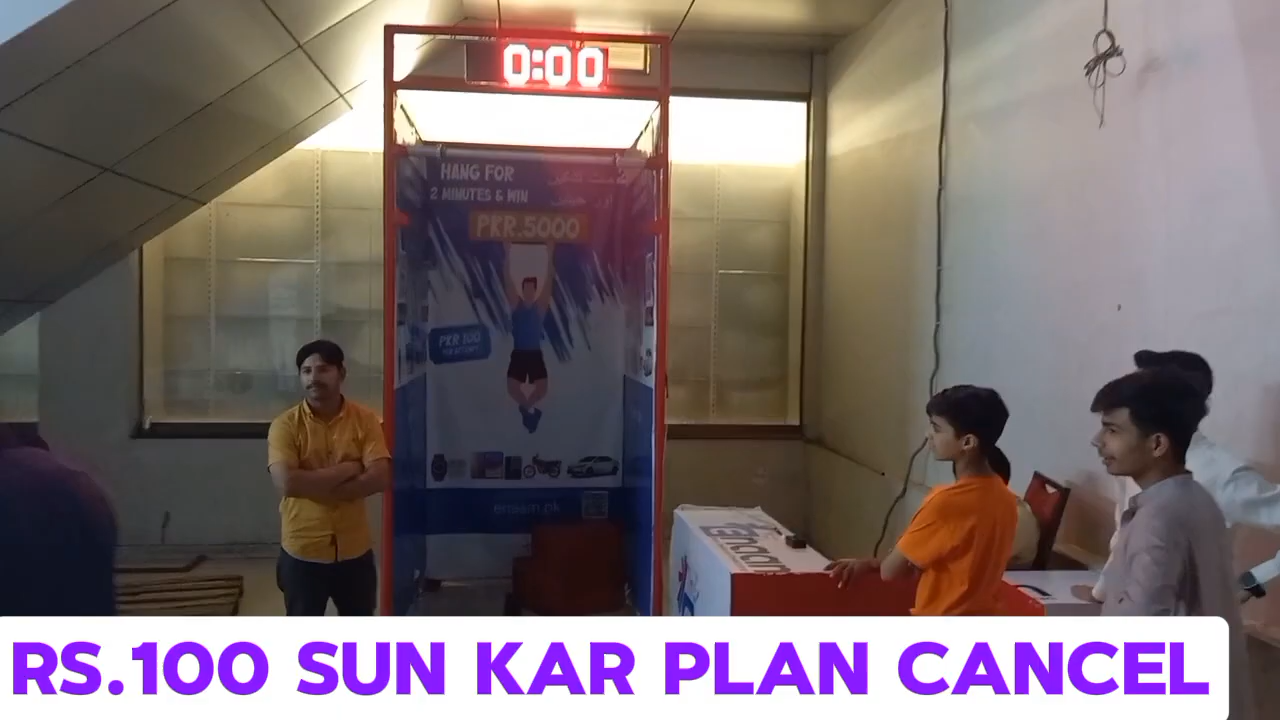 0:00
HANG FOR
2 MINUTES & WIN
PKR.5000
PKR 100
enaam.pk
Enaam
RS.100 SUN KAR PLAN CANCEL